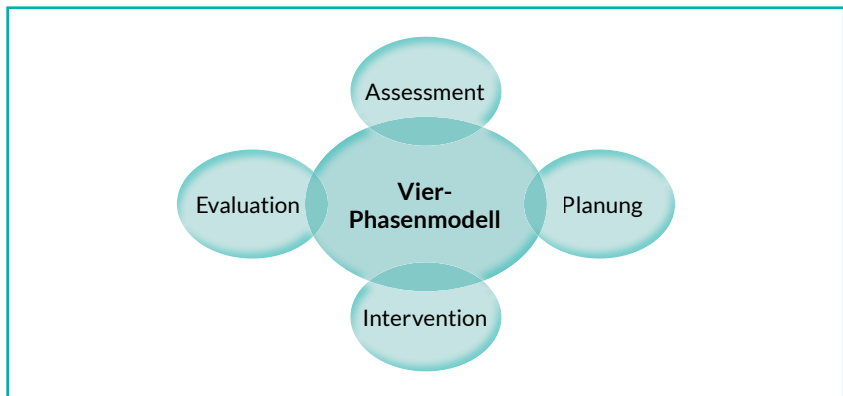 Assessment
Evaluation
Vier-
Phasenmodell
Planung
Intervention